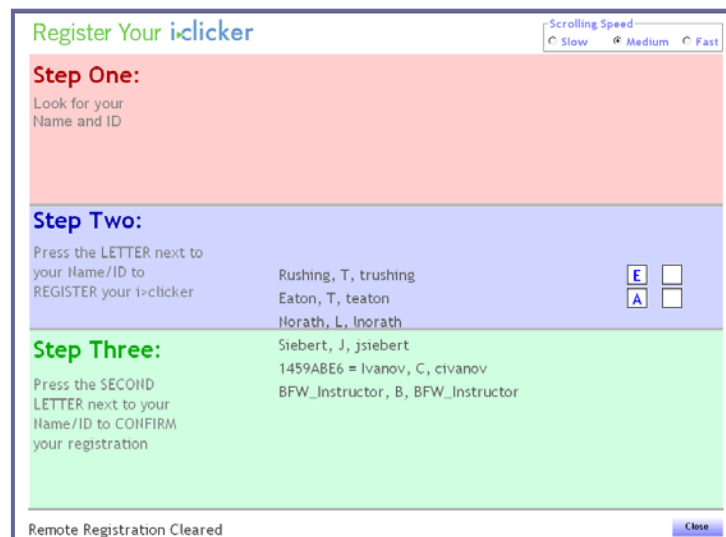 Register Your i>clicker
Scrolling Speed
Slow Medium Fast
Step One:
Look for your
Name and ID
Step Two:
Press the LETTER next to
your Name/ID to
REGISTER your i>clicker
Rushing, T, trushing E
Eaton, T, teaton A
Norath, L, lnorath
Step Three:
Siebert, J, jsiebert
1459ABE6 = Ivanov, C, civanov
BFW_Instructor, B, BFW_Instructor
Press the SECOND
LETTER next to your
Name/ID to CONFIRM
your registration
Remote Registration Cleared
Close